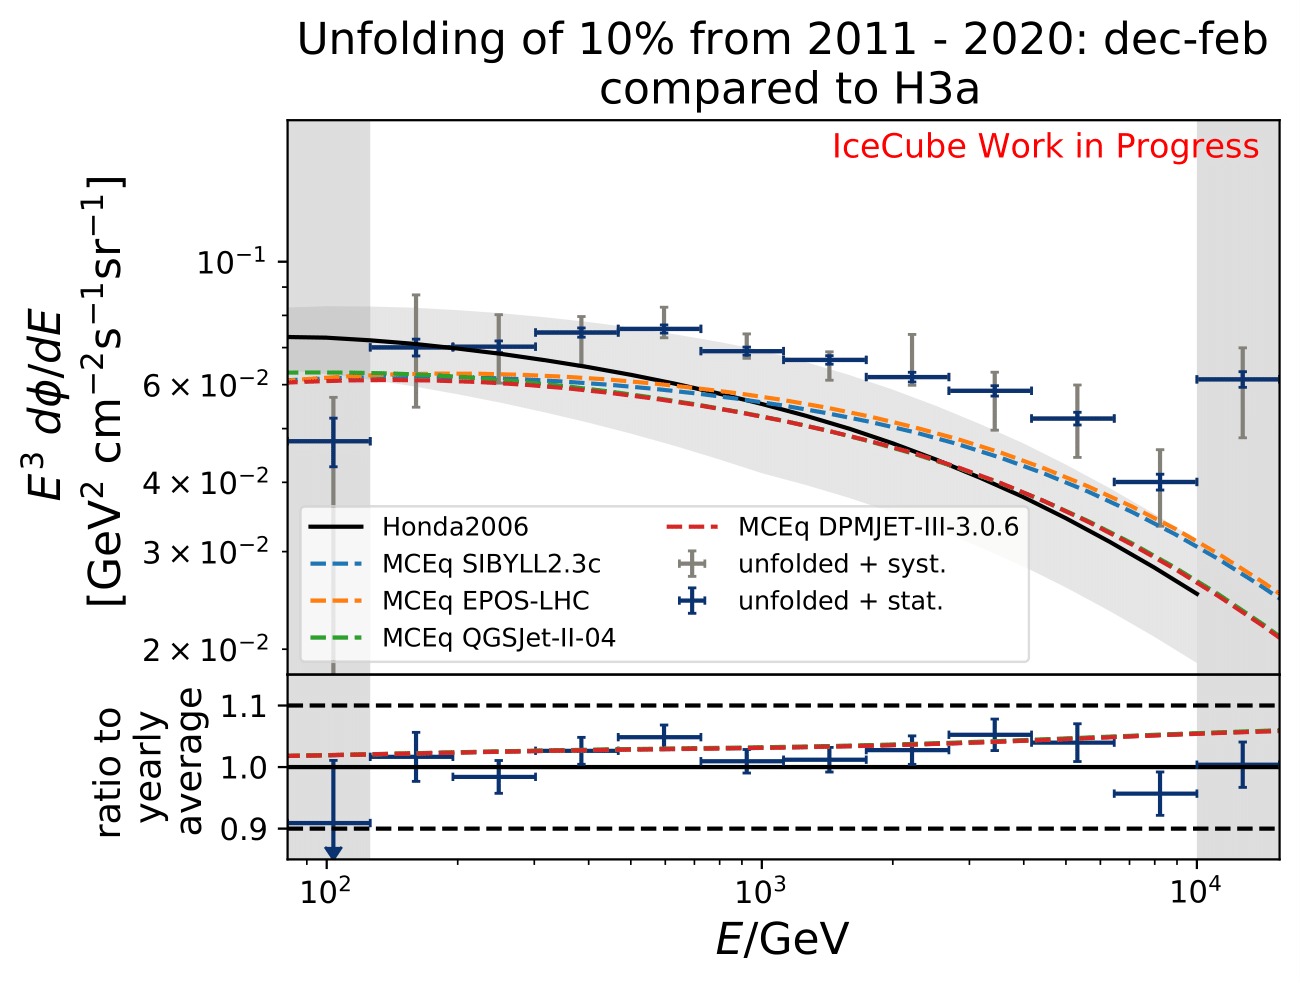 Unfolding of 10% from 2011 - 2020: dec-feb
compared to H3a
IceCube Work in Progress
E³ dϕ/dE
[GeV² cm⁻²s⁻¹sr⁻¹]
10⁻¹
6 × 10⁻²
4 × 10⁻²
3 × 10⁻²
2 × 10⁻²
Honda2006
MCEq SIBYLL2.3c
MCEq EPOS-LHC
MCEq QGSJet-II-04
MCEq DPMJET-III-3.0.6
unfolded + syst.
unfolded + stat.
ratio to
yearly
average
1.1
1.0
0.9
10²
10³
10⁴
E/GeV